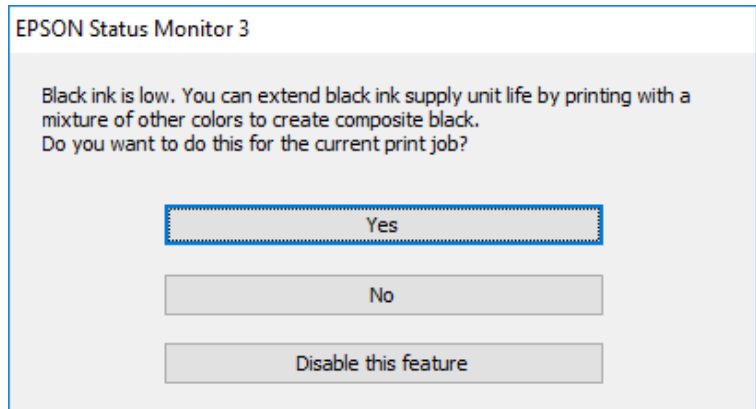 EPSON Status Monitor 3
Black ink is low. You can extend black ink supply unit life by printing with a
mixture of other colors to create composite black.
Do you want to do this for the current print job?
Yes
No
Disable this feature